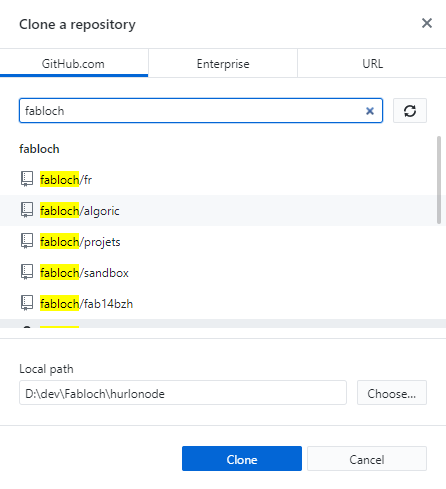 Clone a repository
GitHub.com Enterprise URL
fabloch
fabloch
fabloch/fr
fabloch/algoric
fabloch/projets
fabloch/sandbox
fabloch/fab14bzh
Local path
D:\dev\Fabloch\hurlonode Choose...
Clone Cancel